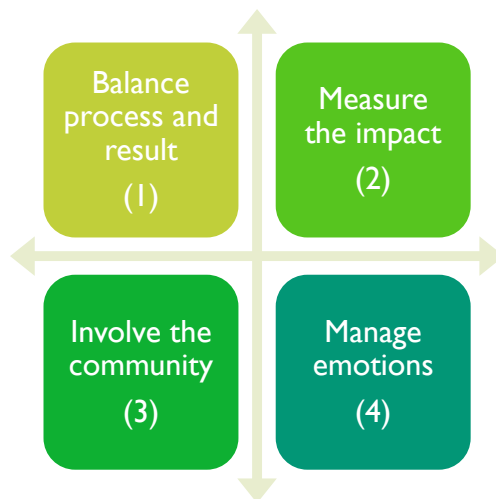 Balance
process and
result
(1)
Measure
the impact
(2)
Involve the
community
(3)
Manage
emotions
(4)